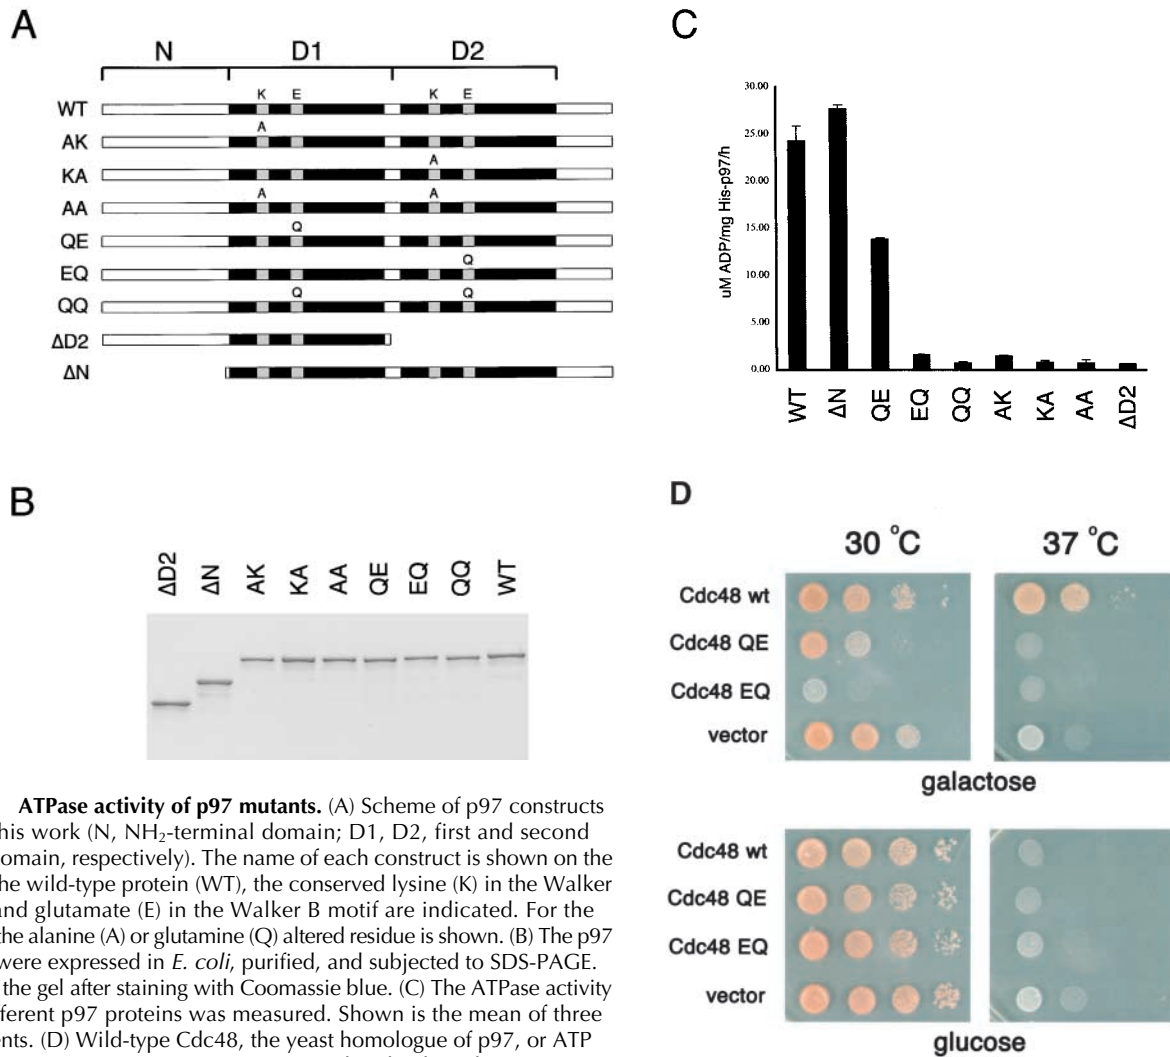 A
N D1 D2
K E K E
WT
A
AK
A
KA
A A
AA
Q
QE
Q
EQ
Q Q
QQ
ΔD2
ΔN
B
ΔD2 ΔN AK KA AA QE EQ QQ WT
ATPase activity of p97 mutants. (A) Scheme of p97 constructs
his work (N, NH2-terminal domain; D1, D2, first and second
omain, respectively). The name of each construct is shown on the
he wild-type protein (WT), the conserved lysine (K) in the Walker
and glutamate (E) in the Walker B motif are indicated. For the
the alanine (A) or glutamine (Q) altered residue is shown. (B) The p97
were expressed in E. coli, purified, and subjected to SDS-PAGE.
the gel after staining with Coomassie blue. (C) The ATPase activity
fferent p97 proteins was measured. Shown is the mean of three
ents. (D) Wild-type Cdc48, the yeast homologue of p97, or ATP
C
uM ADP/mg His-p97/h
30.00
25.00
20.00
15.00
10.00
5.00
0.00
WT ΔN QE EQ QQ AK KA AA ΔD2
D
30 °C 37 °C
Cdc48 wt
Cdc48 QE
Cdc48 EQ
vector
galactose
Cdc48 wt
Cdc48 QE
Cdc48 EQ
vector
glucose